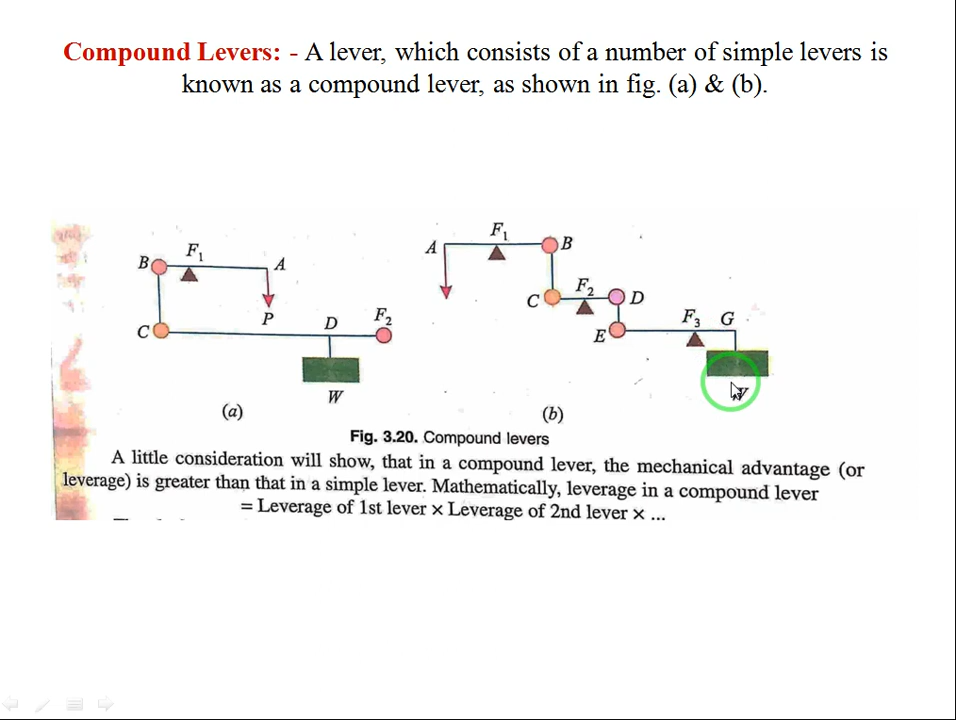 Compound Levers: - A lever, which consists of a number of simple levers is
known as a compound lever, as shown in fig. (a) & (b).
F1
B
A
P
C
D
F2
W
(a)
A
F1
B
C
F2
D
E
F3
G
(b)
Fig. 3.20. Compound levers
A little consideration will show, that in a compound lever, the mechanical advantage (or
leverage) is greater than that in a simple lever. Mathematically, leverage in a compound lever
= Leverage of 1st lever × Leverage of 2nd lever × ...